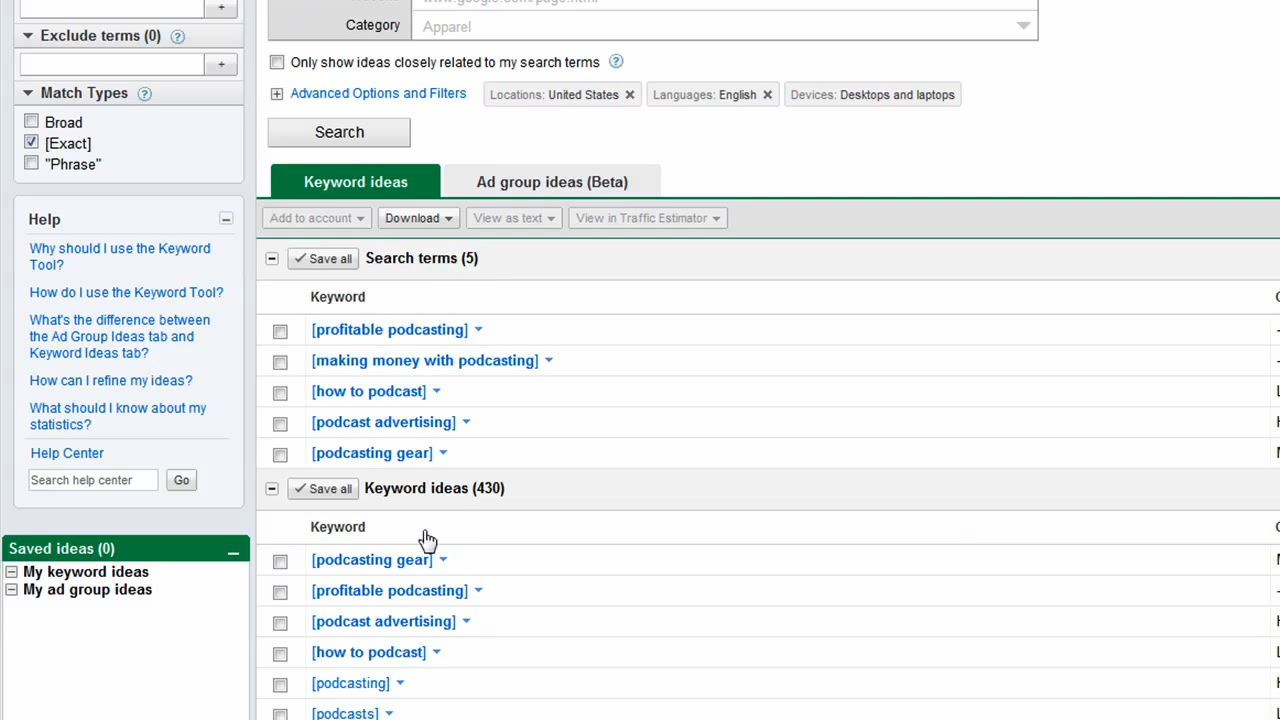 +
Exclude terms (0) ?
+
Match Types ?
Broad
[Exact]
"Phrase"
Help
Why should I use the Keyword
Tool?
How do I use the Keyword Tool?
What's the difference between
the Ad Group Ideas tab and
Keyword Ideas tab?
How can I refine my ideas?
What should I know about my
statistics?
Help Center
Search help center Go
Saved ideas (0)
My keyword ideas
My ad group ideas
www.google.com/page.html
Category Apparel
Only show ideas closely related to my search terms ?
Advanced Options and Filters Locations: United States × Languages: English × Devices: Desktops and laptops
Search
Keyword ideas Ad group ideas (Beta)
Add to account Download View as text View in Traffic Estimator
Save all Search terms (5)
Keyword
[profitable podcasting]
[making money with podcasting]
[how to podcast]
[podcast advertising]
[podcasting gear]
Save all Keyword ideas (430)
Keyword
[podcasting gear]
[profitable podcasting]
[podcast advertising]
[how to podcast]
[podcasting]
[podcasts]